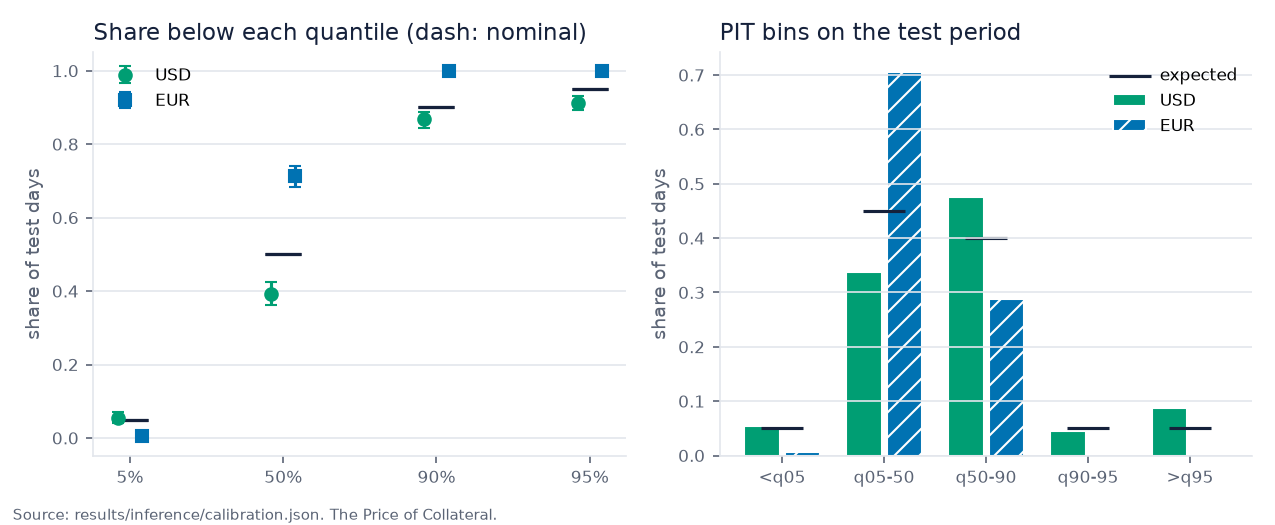 Share below each quantile (dash: nominal)
USD
EUR
share of test days
1.0
0.8
0.6
0.4
0.2
0.0
5%
50%
90%
95%
PIT bins on the test period
expected
USD
EUR
share of test days
0.7
0.6
0.5
0.4
0.3
0.2
0.1
0.0
<q05
q05-50
q50-90
q90-95
>q95
Source: results/inference/calibration.json. The Price of Collateral.